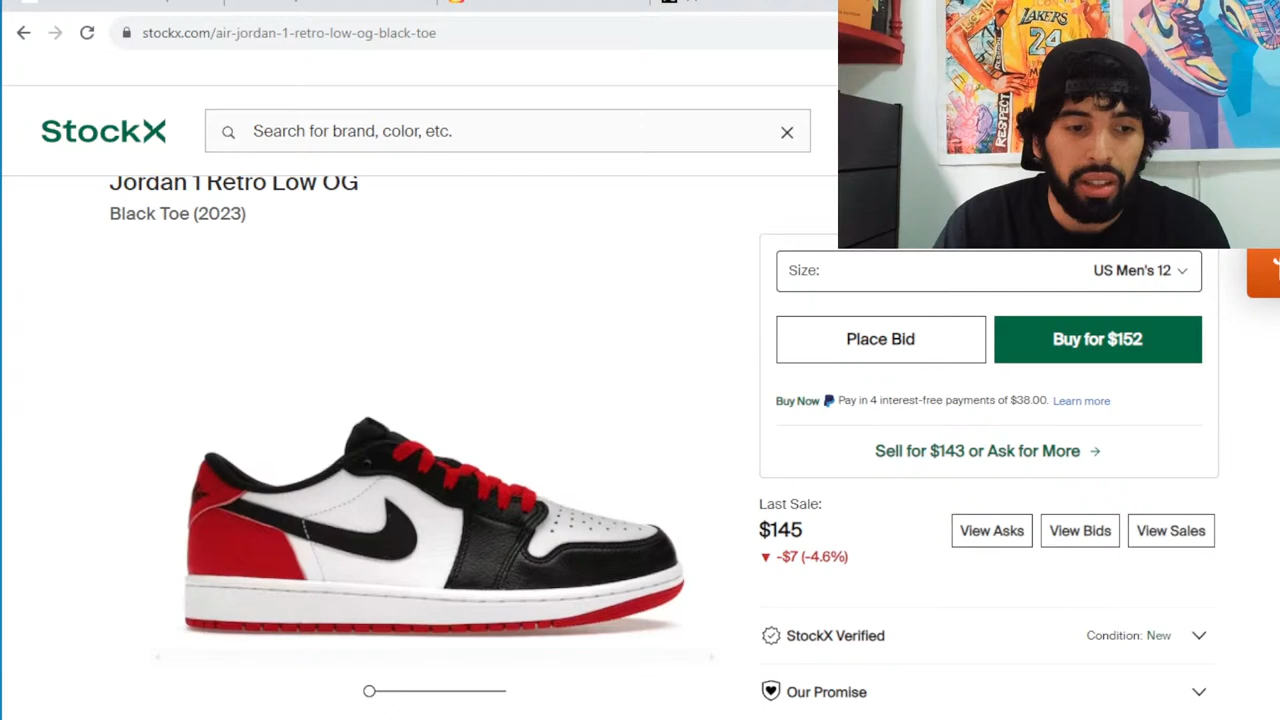 stockx.com/air-jordan-1-retro-low-og-black-toe
StockX
Search for brand, color, etc.
Jordan 1 Retro Low OG
Black Toe (2023)
Size:
US Men's 12
Place Bid
Buy for $152
Buy Now
Pay in 4 interest-free payments of $38.00. Learn more
Sell for $143 or Ask for More
Last Sale:
$145
-$7 (-4.6%)
View Asks
View Bids
View Sales
StockX Verified
Condition: New
Our Promise
LAKERS
24
RESPECT